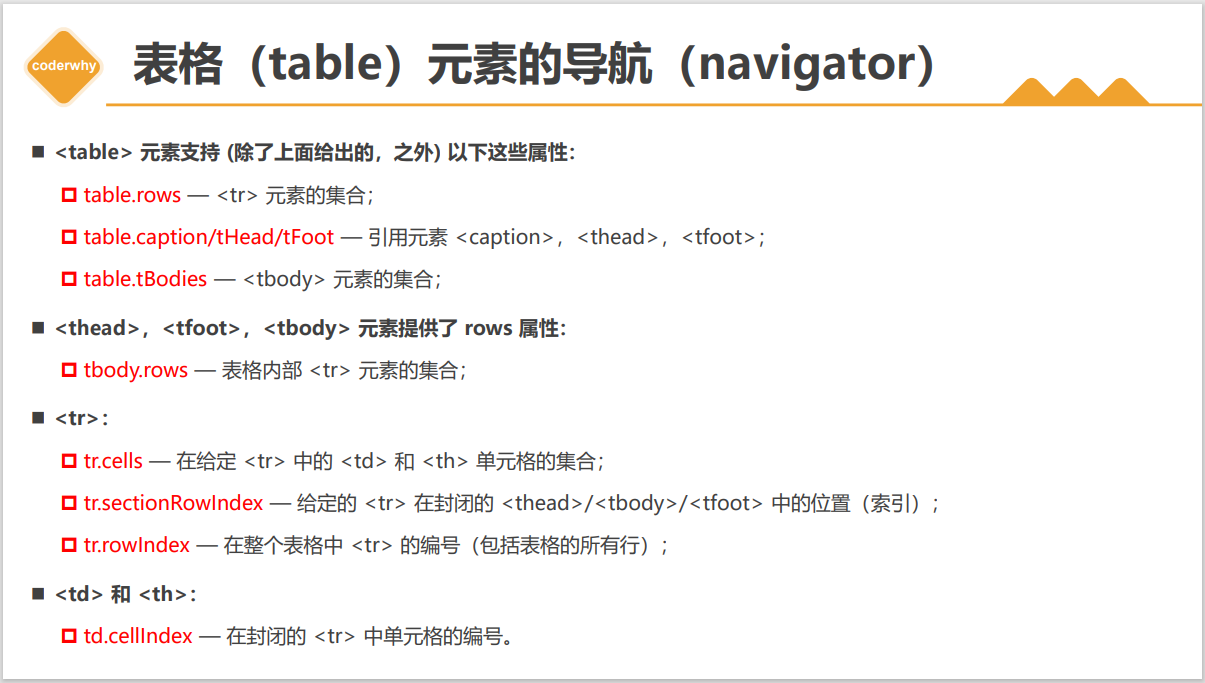 coderwhy
表格（table）元素的导航（navigator）
<table> 元素支持 (除了上面给出的，之外) 以下这些属性：
table.rows — <tr> 元素的集合；
table.caption/tHead/tFoot — 引用元素 <caption>，<thead>，<tfoot>；
table.tBodies — <tbody> 元素的集合；
<thead>，<tfoot>，<tbody> 元素提供了 rows 属性：
tbody.rows — 表格内部 <tr> 元素的集合；
<tr>：
tr.cells — 在给定 <tr> 中的 <td> 和 <th> 单元格的集合；
tr.sectionRowIndex — 给定的 <tr> 在封闭的 <thead>/<tbody>/<tfoot> 中的位置（索引）；
tr.rowIndex — 在整个表格中 <tr> 的编号（包括表格的所有行）；
<td> 和 <th>：
td.cellIndex — 在封闭的 <tr> 中单元格的编号。